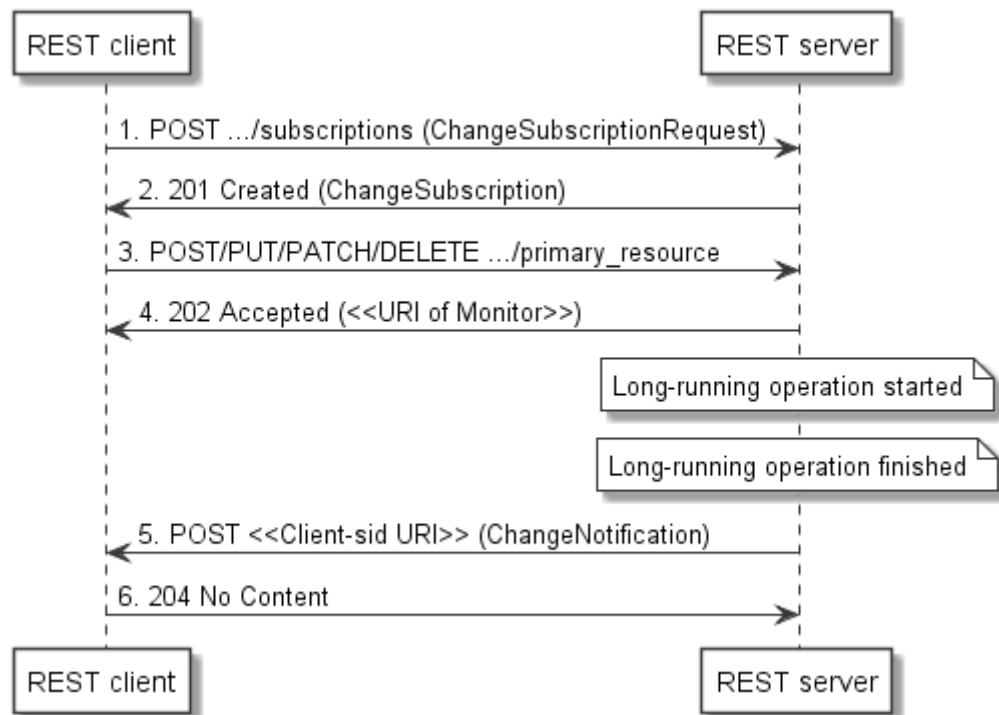 REST client
REST server
1. POST .../subscriptions (ChangeSubscriptionRequest)
2. 201 Created (ChangeSubscription)
3. POST/PUT/PATCH/DELETE .../primary_resource
4. 202 Accepted (<<URI of Monitor>>)
Long-running operation started
Long-running operation finished
5. POST <<Client-sid URI>> (ChangeNotification)
6. 204 No Content
REST client
REST server